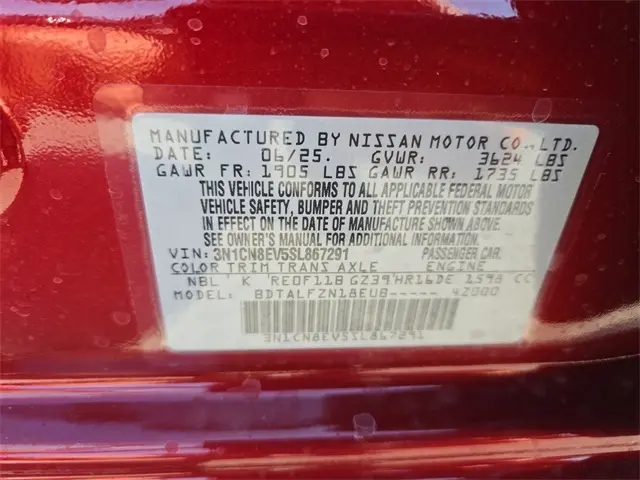 MANUFACTURED BY NISSAN MOTOR CO., LTD.
DATE: 06/25. GVWR: 3624 LBS
GAWR FR: 1905 LBS GAWR RR: 1735 LBS
THIS VEHICLE CONFORMS TO ALL APPLICABLE FEDERAL MOTOR
VEHICLE SAFETY, BUMPER AND THEFT PREVENTION STANDARDS
IN EFFECT ON THE DATE OF MANUFACTURE SHOWN ABOVE.
SEE OWNER'S MANUAL FOR ADDITIONAL INFORMATION.
VIN: 3N1CN8EV5SL867291 PASSENGER CAR.
COLOR TRIM TRANS AXLE ENGINE
NBL K RE0F11B GZ39 HR16DE 1598 CC
MODEL: BDTALFZN18EUB----- 4Z000
3N1CN8EV5SL867291